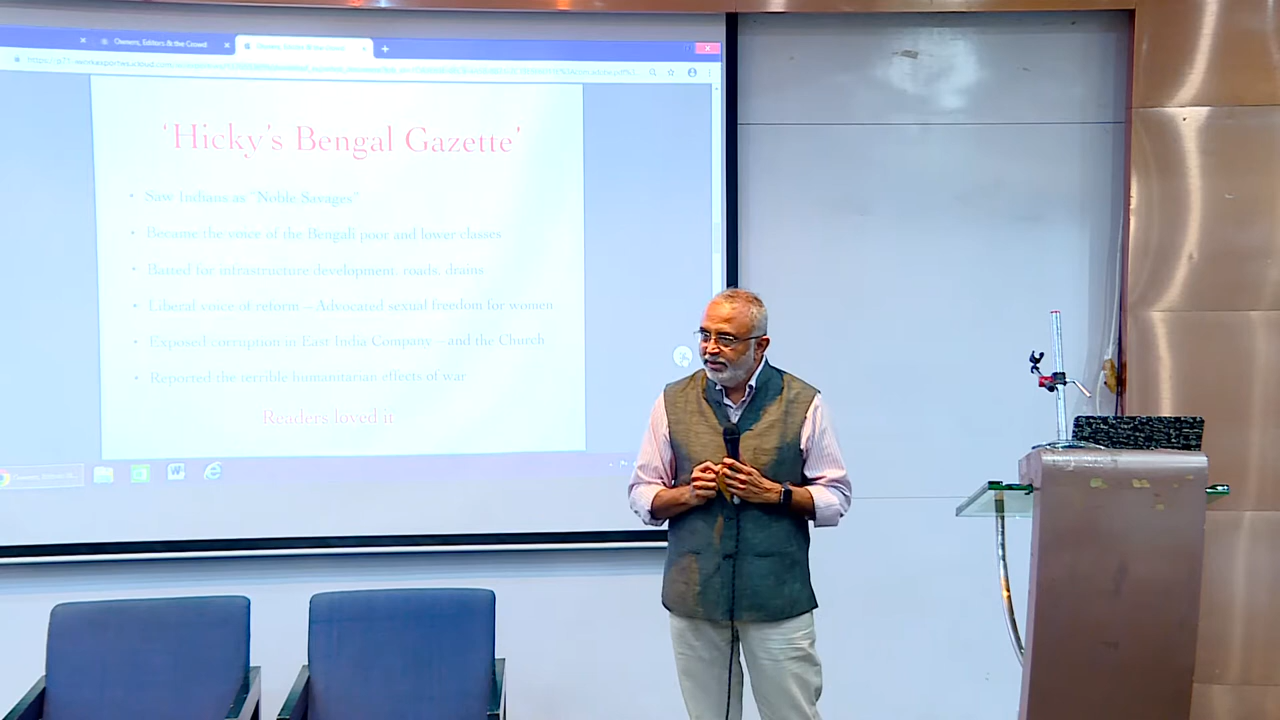 Owners, Editors & the Crowd
'Hicky's Bengal Gazette'
• Saw Indians as "Noble Savages"
• Became the voice of the Bengali poor and lower classes
• Batted for infrastructure development: roads, drains
• Liberal voice of reform – Advocated sexual freedom for women
• Exposed corruption in East India Company – and the Church
• Reported the terrible humanitarian effects of war
Readers loved it